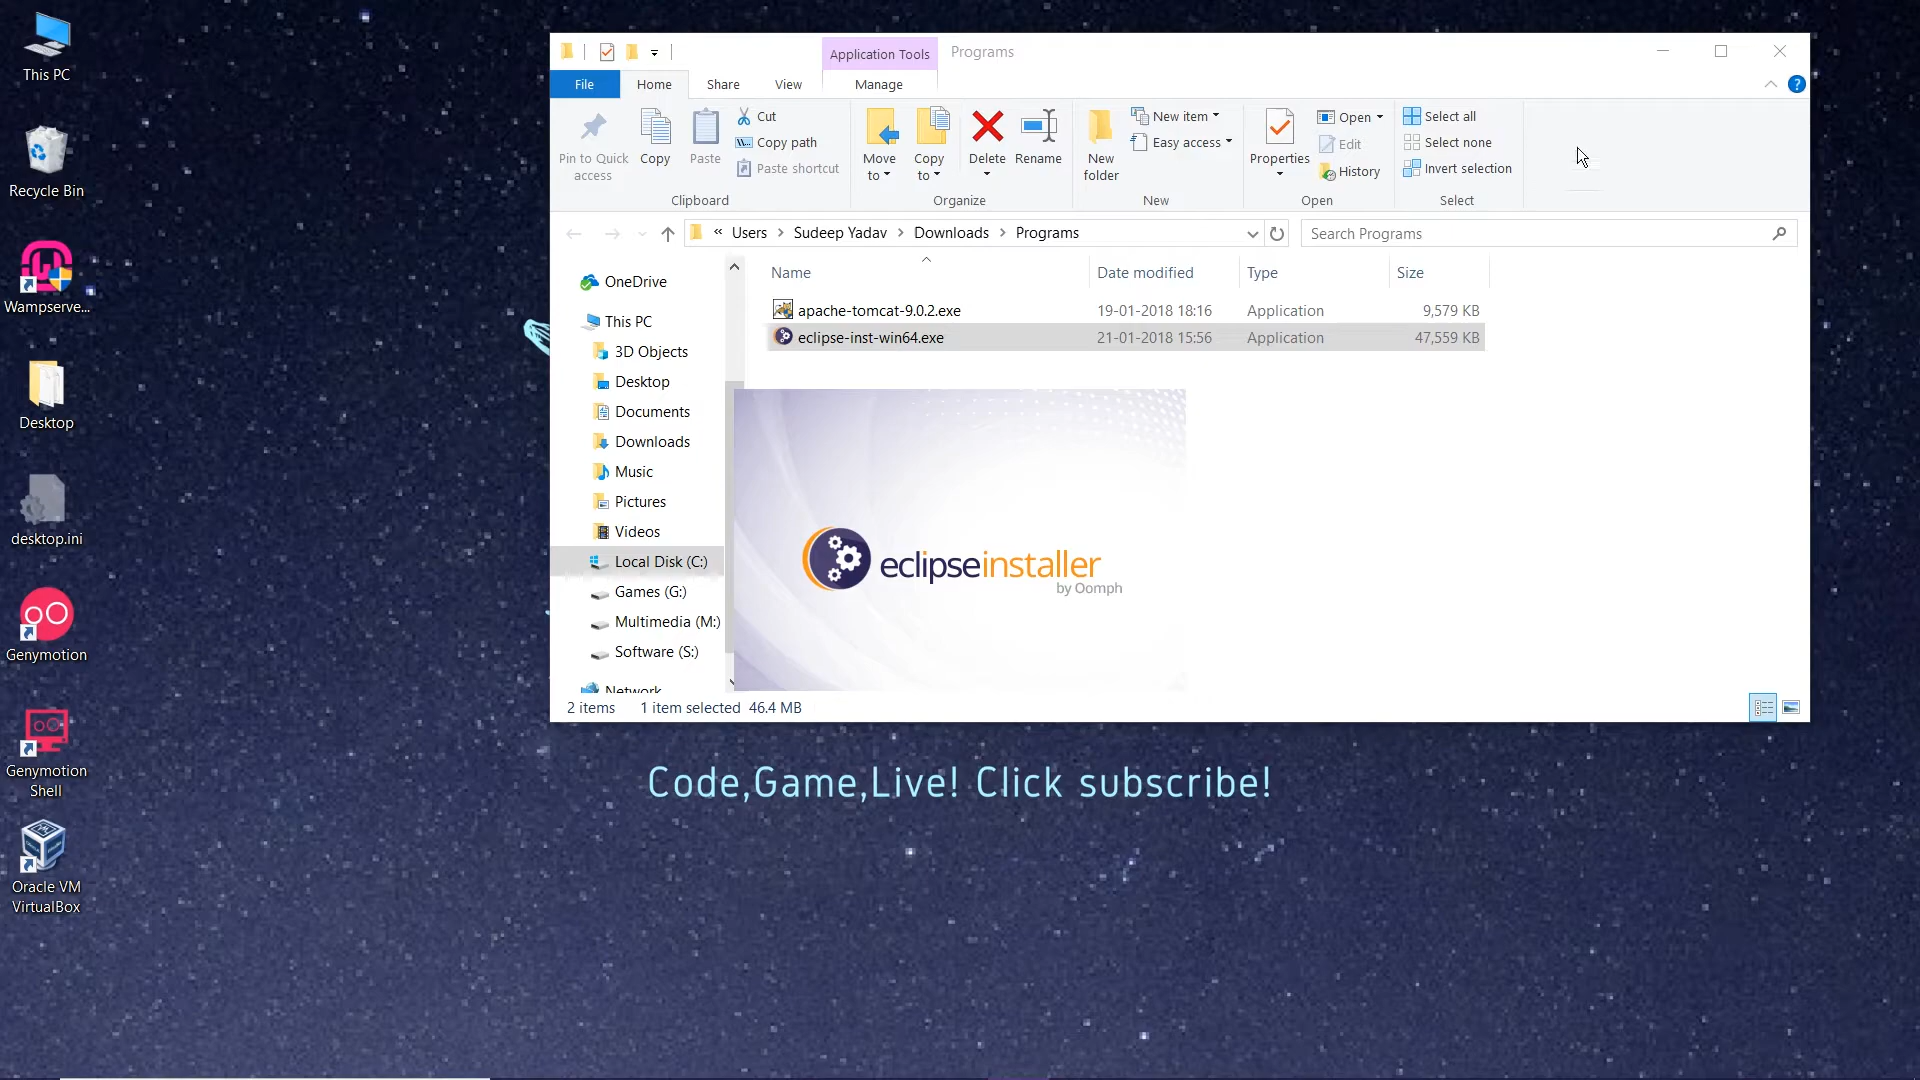 This PC
Recycle Bin
Wampserve...
Desktop
desktop.ini
Genymotion
Genymotion
Shell
Oracle VM
VirtualBox
Application Tools
Programs
File
Home
Share
View
Manage
Pin to Quick
access
Copy
Paste
Cut
Copy path
Paste shortcut
Clipboard
Move
to
Copy
to
Delete
Rename
Organize
New
folder
New item
Easy access
New
Properties
Open
Edit
History
Open
Select all
Select none
Invert selection
Select
« Users > Sudeep Yadav > Downloads > Programs
Search Programs
OneDrive
This PC
3D Objects
Desktop
Documents
Downloads
Music
Pictures
Videos
Local Disk (C:)
Games (G:)
Multimedia (M:)
Software (S:)
Network
Name Date modified Type Size
apache-tomcat-9.0.2.exe 19-01-2018 18:16 Application 9,579 KB
eclipse-inst-win64.exe 21-01-2018 15:56 Application 47,559 KB
eclipseinstaller
by Oomph
2 items 1 item selected 46.4 MB
Code,Game,Live! Click subscribe!